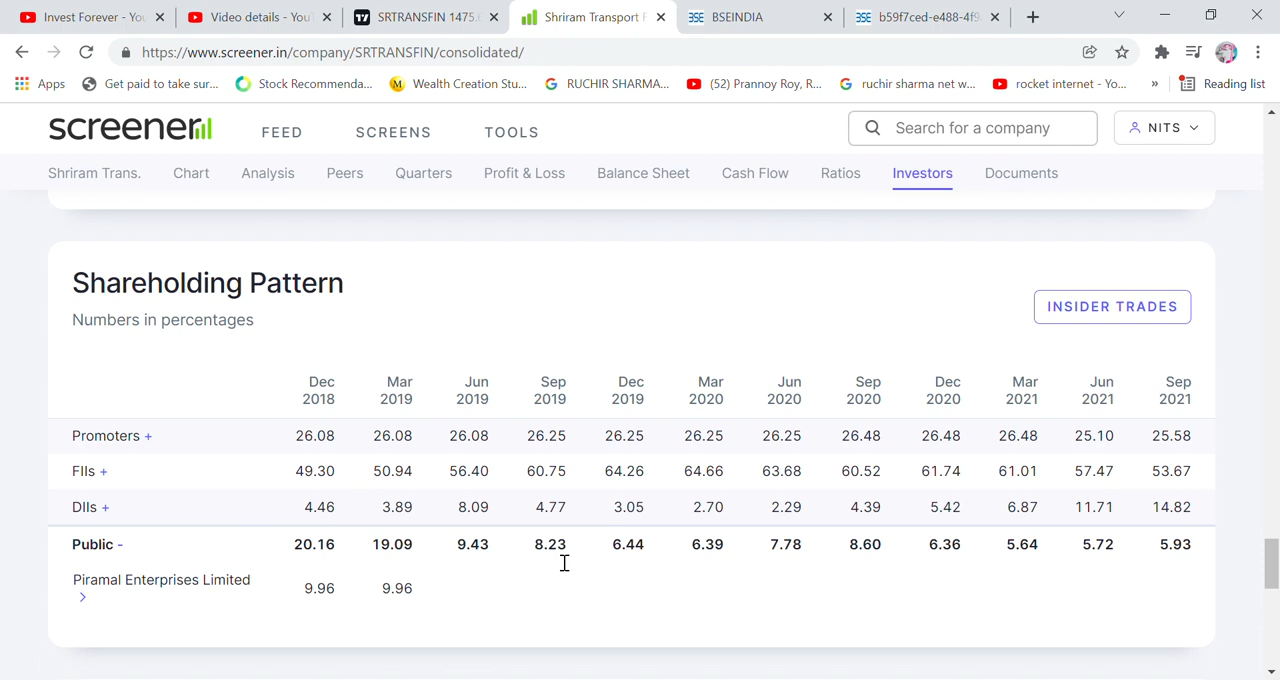 Invest Forever - You
Video details - YouT
SRTRANSFIN 1475.
Shriram Transport F
BSEINDIA
b59f7ced-e488-4f9
https://www.screener.in/company/SRTRANSFIN/consolidated/
Apps
Get paid to take sur...
Stock Recommenda...
Wealth Creation Stu...
RUCHIR SHARMA...
(52) Prannoy Roy, R...
ruchir sharma net w...
rocket internet - Yo...
»
Reading list
screener
FEED
SCREENS
TOOLS
Search for a company
NITS
Shriram Trans.
Chart
Analysis
Peers
Quarters
Profit & Loss
Balance Sheet
Cash Flow
Ratios
Investors
Documents
Shareholding Pattern
Numbers in percentages
INSIDER TRADES
Dec Mar Jun Sep Dec Mar Jun Sep Dec Mar Jun Sep
2018 2019 2019 2019 2019 2020 2020 2020 2020 2021 2021 2021
Promoters + 26.08 26.08 26.08 26.25 26.25 26.25 26.25 26.48 26.48 26.48 25.10 25.58
FIIs + 49.30 50.94 56.40 60.75 64.26 64.66 63.68 60.52 61.74 61.01 57.47 53.67
DIIs + 4.46 3.89 8.09 4.77 3.05 2.70 2.29 4.39 5.42 6.87 11.71 14.82
Public - 20.16 19.09 9.43 8.23 6.44 6.39 7.78 8.60 6.36 5.64 5.72 5.93
Piramal Enterprises Limited 9.96 9.96